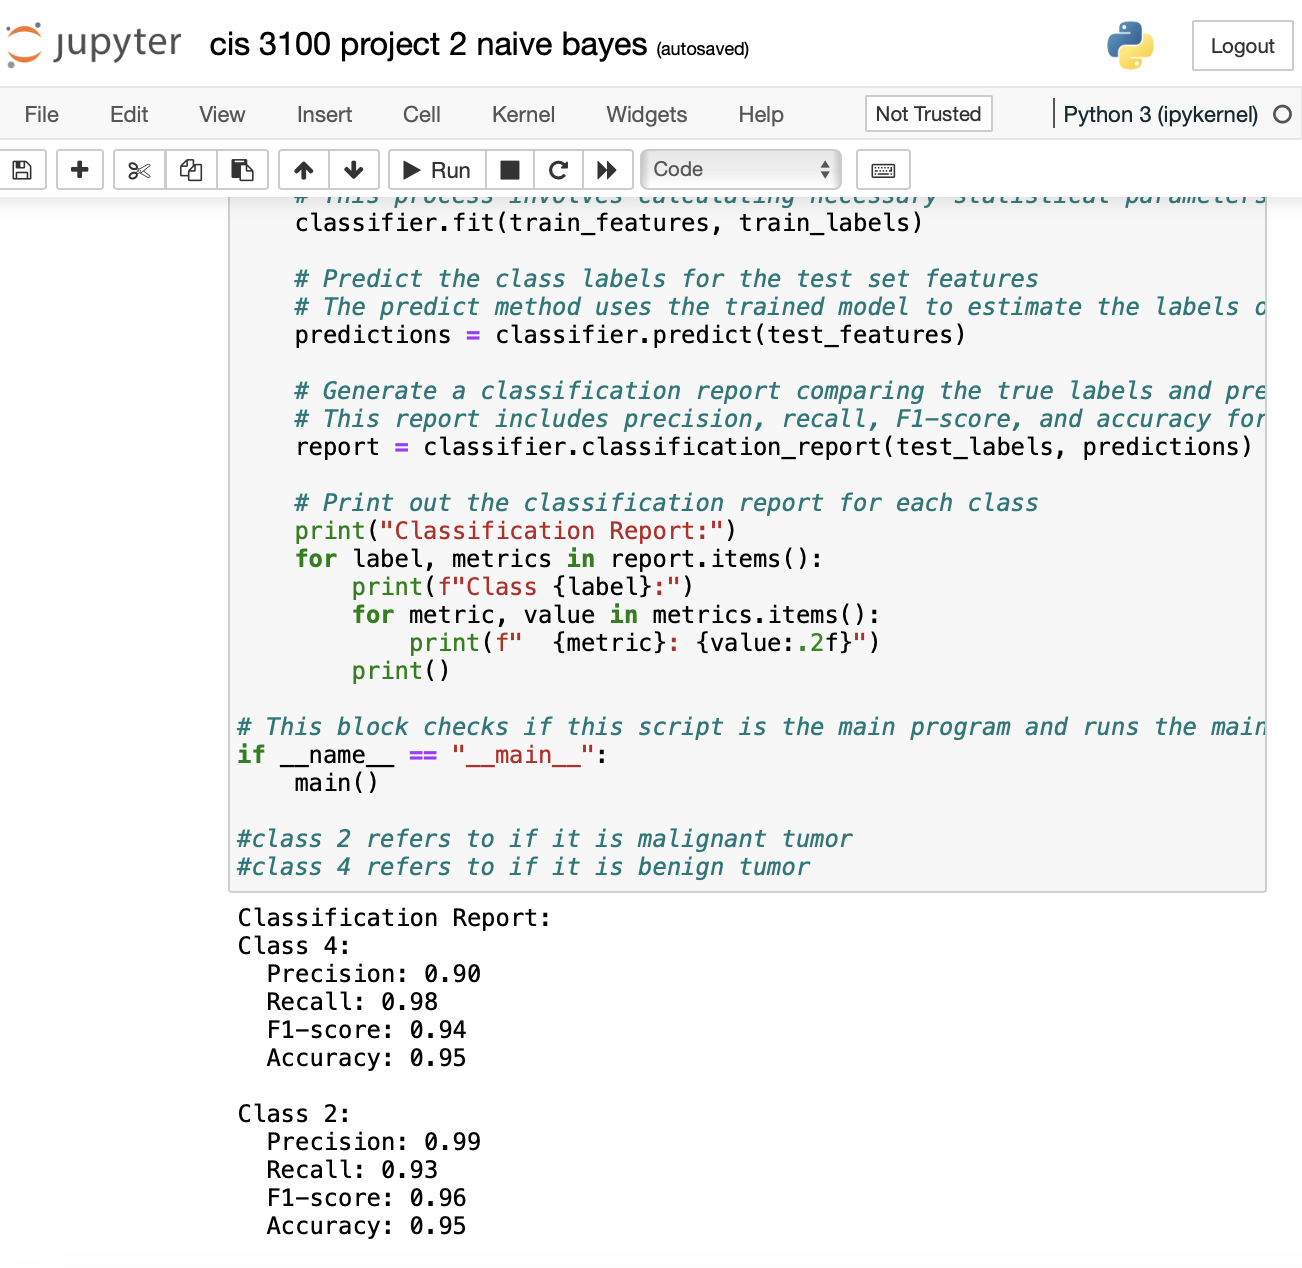 jupyter cis 3100 project 2 naive bayes (autosaved) Logout
File Edit View Insert Cell Kernel Widgets Help Not Trusted Python 3 (ipykernel)
Run Code
# This process involves calculating necessary statistical parameters
classifier.fit(train_features, train_labels)
# Predict the class labels for the test set features
# The predict method uses the trained model to estimate the labels o
predictions = classifier.predict(test_features)
# Generate a classification report comparing the true labels and pre
# This report includes precision, recall, F1-score, and accuracy for
report = classifier.classification_report(test_labels, predictions)
# Print out the classification report for each class
print("Classification Report:")
for label, metrics in report.items():
print(f"Class {label}:")
for metric, value in metrics.items():
print(f"  {metric}: {value:.2f}")
print()
# This block checks if this script is the main program and runs the main
if __name__ == "__main__":
main()
#class 2 refers to if it is malignant tumor
#class 4 refers to if it is benign tumor
Classification Report:
Class 4:
Precision: 0.90
Recall: 0.98
F1-score: 0.94
Accuracy: 0.95
Class 2:
Precision: 0.99
Recall: 0.93
F1-score: 0.96
Accuracy: 0.95